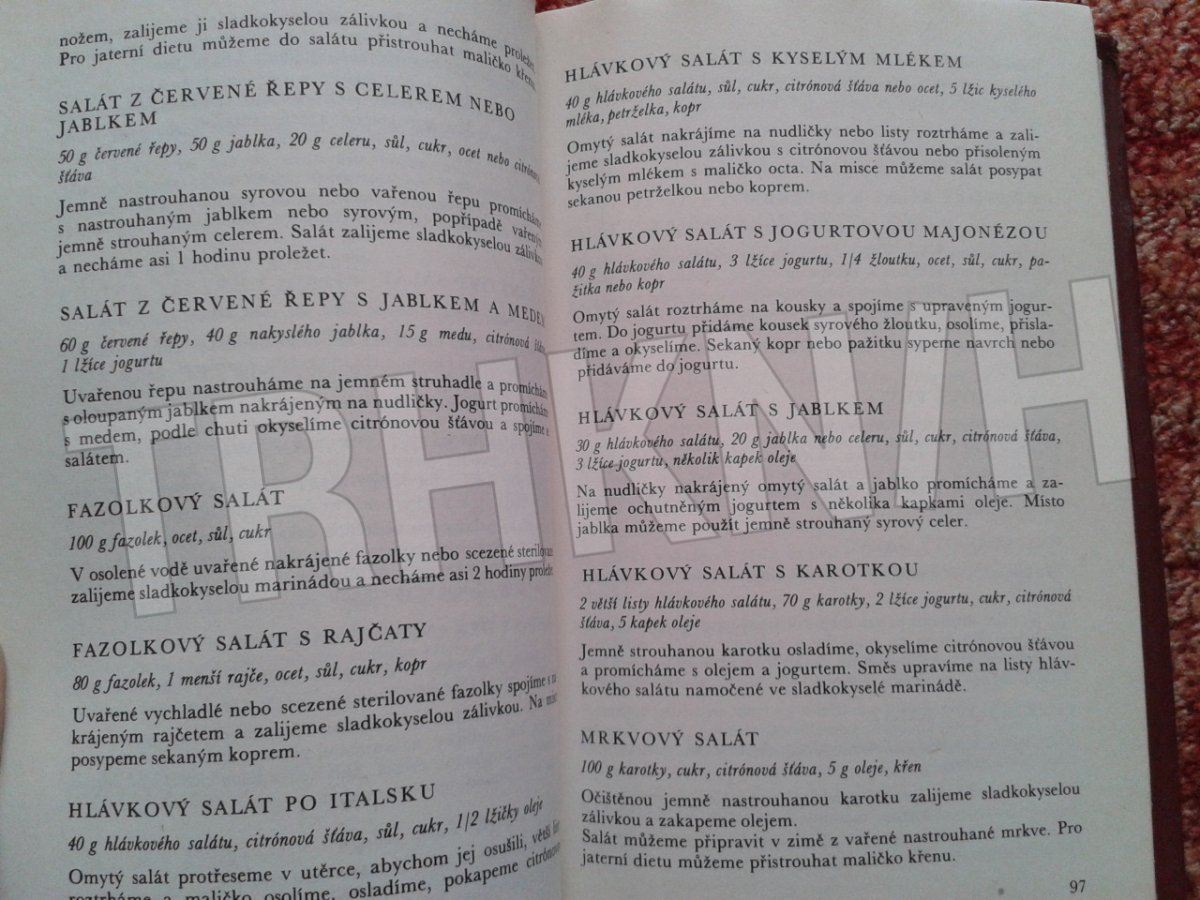 nožem, zalijeme ji sladkokyselou zálivkou a necháme proležet.
Pro jaterní dietu můžeme do salátu přistrouhat maličko křenu.
SALÁT Z ČERVENÉ ŘEPY S CELEREM NEBO
JABLKEM
50 g červené řepy, 50 g jablka, 20 g celeru, sůl, cukr, ocet nebo citrónová
šťáva
Jemně nastrouhanou syrovou nebo vařenou řepu promícháme
s nastrouhaným jablkem nebo syrovým, popřípadě vařeným
jemně strouhaným celerem. Salát zalijeme sladkokyselou zálivkou
a necháme asi 1 hodinu proležet.
SALÁT Z ČERVENÉ ŘEPY S JABLKEM A MEDEM
60 g červené řepy, 40 g nakyslého jablka, 15 g medu, citrónová
1 lžíce jogurtu
Uvařenou řepu nastrouháme na jemném struhadle a promíchám
s oloupaným jablkem nakrájeným na nudličky. Jogurt promíchám
s medem, podle chuti okyselíme citrónovou šťávou a spojíme
salátem.
FAZOLKOVÝ SALÁT
100 g fazolek, ocet, sůl, cukr
V osolené vodě uvařené nakrájené fazolky nebo scezené sterilované
zalijeme sladkokyselou marinádou a necháme asi 2 hodiny proležet
FAZOLKOVÝ SALÁT S RAJČATY
80 g fazolek, 1 menší rajče, ocet, sůl, cukr, kopr
Uvařené vychladlé nebo scezené sterilované fazolky spojíme s na
krájeným rajčetem a zalijeme sladkokyselou zálivkou. Na misce
posypeme sekaným koprem.
HLÁVKOVÝ SALÁT PO ITALSKU
40 g hlávkového salátu, citrónová šťáva, sůl, cukr, 1/2 lžičky oleje
Omytý salát protřeseme v utěrce, abychom jej osušili, větší
roztrháme a maličko osolíme, osladíme, pokapeme citrónovou
HLÁVKOVÝ SALÁT S KYSELÝM MLÉKEM
40 g hlávkového salátu, sůl, cukr, citrónová šťáva nebo ocet, 5 lžic kyselého
mléka, petrželka, kopr
Omytý salát nakrájíme na nudličky nebo listy roztrháme a zali-
jeme sladkokyselou zálivkou s citrónovou šťávou nebo přisoleným
kyselým mlékem s maličko octa. Na misce můžeme salát posypat
sekanou petrželkou nebo koprem.
HLÁVKOVÝ SALÁT S JOGURTOVOU MAJONÉZOU
40 g hlávkového salátu, 3 lžíce jogurtu, 1/4 žloutku, ocet, sůl, cukr, pa-
žitka nebo kopr
Omytý salát roztrháme na kousky a spojíme s upraveným jogur-
tem. Do jogurtu přidáme kousek syrového žloutku, osolíme, přisla-
díme a okyselíme. Sekaný kopr nebo pažitku sypeme navrch nebo
přidáváme do jogurtu.
HLÁVKOVÝ SALÁT S JABLKEM
30 g hlávkového salátu, 20 g jablka nebo celeru, sůl, cukr, citrónová šťáva,
3 lžíce jogurtu, několik kapek oleje
Na nudličky nakrájený omytý salát a jablko promícháme a za-
lijeme ochutněným jogurtem s několika kapkami oleje. Místo
jablka můžeme použít jemně strouhaný syrový celer.
HLÁVKOVÝ SALÁT S KAROTKOU
2 větší listy hlávkového salátu, 70 g karotky, 2 lžíce jogurtu, cukr, citrónová
šťáva, 5 kapek oleje
Jemně strouhanou karotku osladíme, okyselíme citrónovou šťávou
a promícháme s olejem a jogurtem. Směs upravíme na listy hláv-
kového salátu namočené ve sladkokyselé marinádě.
MRKVOVÝ SALÁT
100 g karotky, cukr, citrónová šťáva, 5 g oleje, křen
Očištěnou jemně nastrouhanou karotku zalijeme sladkokyselou
zálivkou a zakapeme olejem.
Salát můžeme připravit v zimě z vařené nastrouhané mrkve. Pro
jaterní dietu můžeme přistrouhat maličko křenu.
97
TRHKNIH